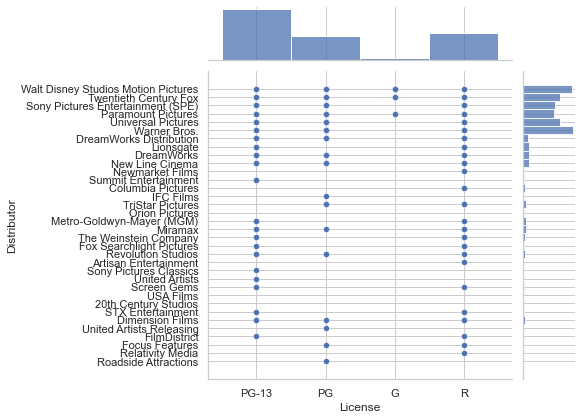 Walt Disney Studios Motion Pictures
Twentieth Century Fox
Sony Pictures Entertainment (SPE)
Paramount Pictures
Universal Pictures
Warner Bros.
DreamWorks Distribution
Lionsgate
DreamWorks
New Line Cinema
Newmarket Films
Summit Entertainment
Columbia Pictures
IFC Films
TriStar Pictures
Orion Pictures
Metro-Goldwyn-Mayer (MGM)
Miramax
The Weinstein Company
Fox Searchlight Pictures
Revolution Studios
Artisan Entertainment
Sony Pictures Classics
United Artists
Screen Gems
USA Films
20th Century Studios
STX Entertainment
Dimension Films
United Artists Releasing
FilmDistrict
Focus Features
Relativity Media
Roadside Attractions
Distributor
PG-13 PG G R
License